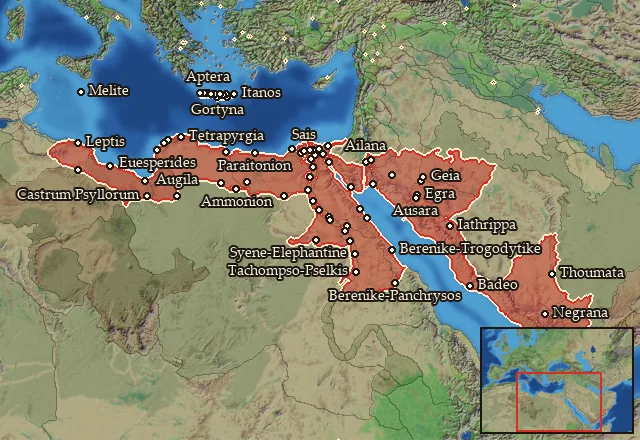 Aptera
Melite
Itanos
Gortyna
Leptis
Tetrapyrgia
Sais
Ailana
Euesperides
Paraitonion
Augila
Geia
Castrum Psyllorum
Egra
Ammonion
Ausara
Iathrippa
Syene-Elephantine
Berenike-Trogodytike
Tachompso-Pselkis
Thoumata
Berenike-Panchrysos
Badeo
Negrana